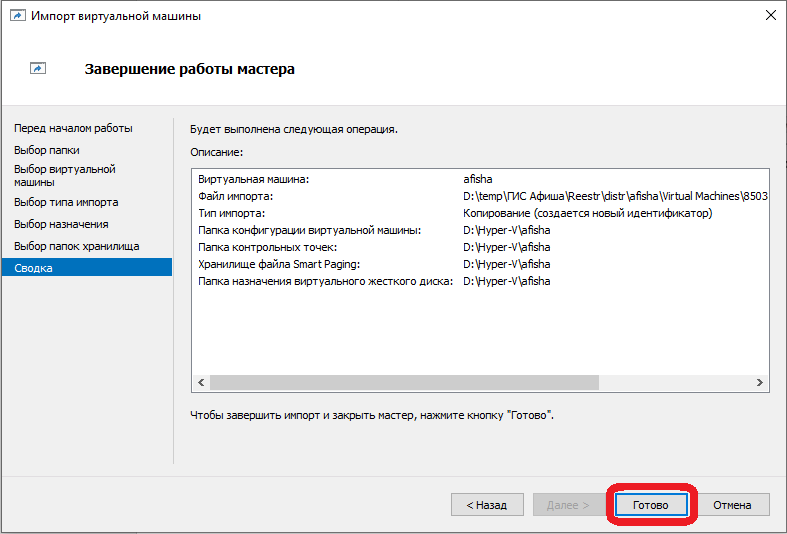 Импорт виртуальной машины
Завершение работы мастера
Перед началом работы
Выбор папки
Выбор виртуальной
машины
Выбор типа импорта
Выбор назначения
Выбор папок хранилища
Сводка
Будет выполнена следующая операция.
Описание:
Виртуальная машина: afisha
Файл импорта: D:\temp\ГИС Афиша\Reestr\distr\afisha\Virtual Machines\8503
Тип импорта: Копирование (создается новый идентификатор)
Папка конфигурации виртуальной машины: D:\Hyper-V\afisha
Папка контрольных точек: D:\Hyper-V\afisha
Хранилище файла Smart Paging: D:\Hyper-V\afisha
Папка назначения виртуального жесткого диска: D:\Hyper-V\afisha
Чтобы завершить импорт и закрыть мастер, нажмите кнопку "Готово".
< Назад Далее > Готово Отмена